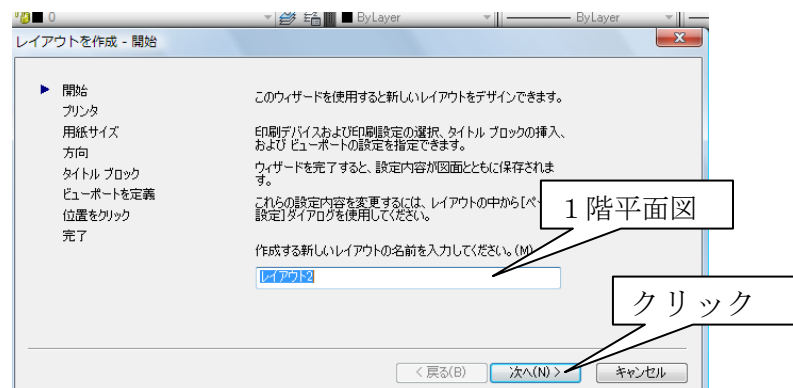 0
ByLayer
ByLayer
レイアウトを作成 - 開始
開始
プリンタ
用紙サイズ
方向
タイトル ブロック
ビューポートを定義
位置をクリック
完了
このウィザードを使用すると新しいレイアウトをデザインできます。
印刷デバイスおよび印刷設定の選択、タイトル ブロックの挿入、
および ビューポートの設定を指定できます。
ウィザードを完了すると、設定内容が図面とともに保存されま
す。
これらの設定内容を変更するには、レイアウトの中から[ペ
設定]ダイアログを使用してください。
1階平面図
作成する新しいレイアウトの名前を入力してください。(M)
レイアウト2
クリック
< 戻る(B)
次へ(N) >
キャンセル